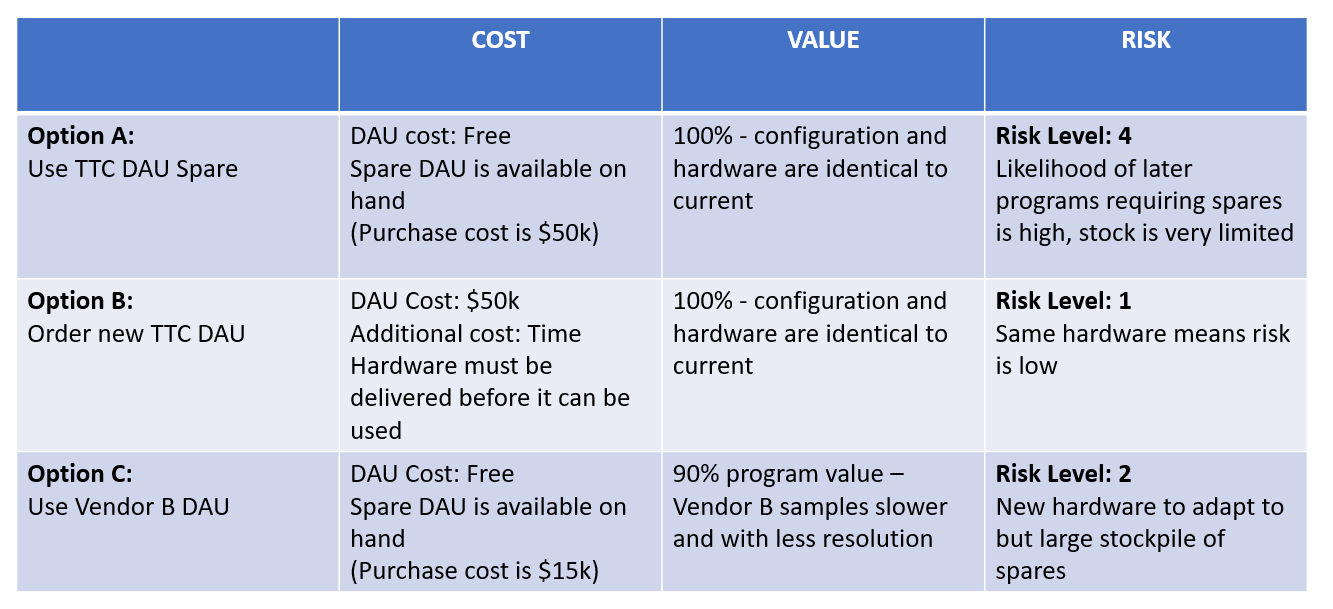 COST
VALUE
RISK
Option A:
Use TTC DAU Spare
DAU cost: Free
Spare DAU is available on
hand
(Purchase cost is $50k)
100% - configuration and
hardware are identical to
current
Risk Level: 4
Likelihood of later
programs requiring spares
is high, stock is very limited
Option B:
Order new TTC DAU
DAU Cost: $50k
Additional cost: Time
Hardware must be
delivered before it can be
used
100% - configuration and
hardware are identical to
current
Risk Level: 1
Same hardware means risk
is low
Option C:
Use Vendor B DAU
DAU Cost: Free
Spare DAU is available on
hand
(Purchase cost is $15k)
90% program value –
Vendor B samples slower
and with less resolution
Risk Level: 2
New hardware to adapt to
but large stockpile of
spares